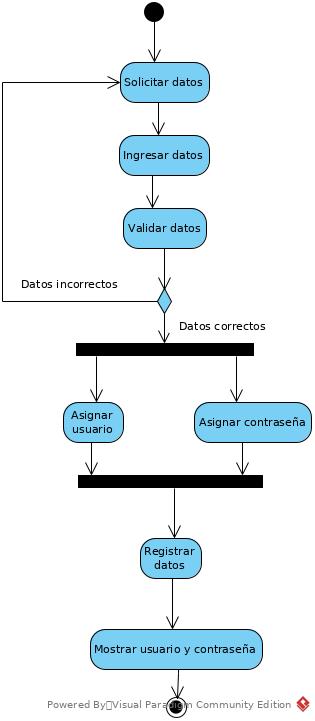 Solicitar datos
Ingresar datos
Validar datos
Datos incorrectos
Datos correctos
Asignar
usuario
Asignar contraseña
Registrar
datos
Mostrar usuario y contraseña
Powered By Visual Paradigm Community Edition